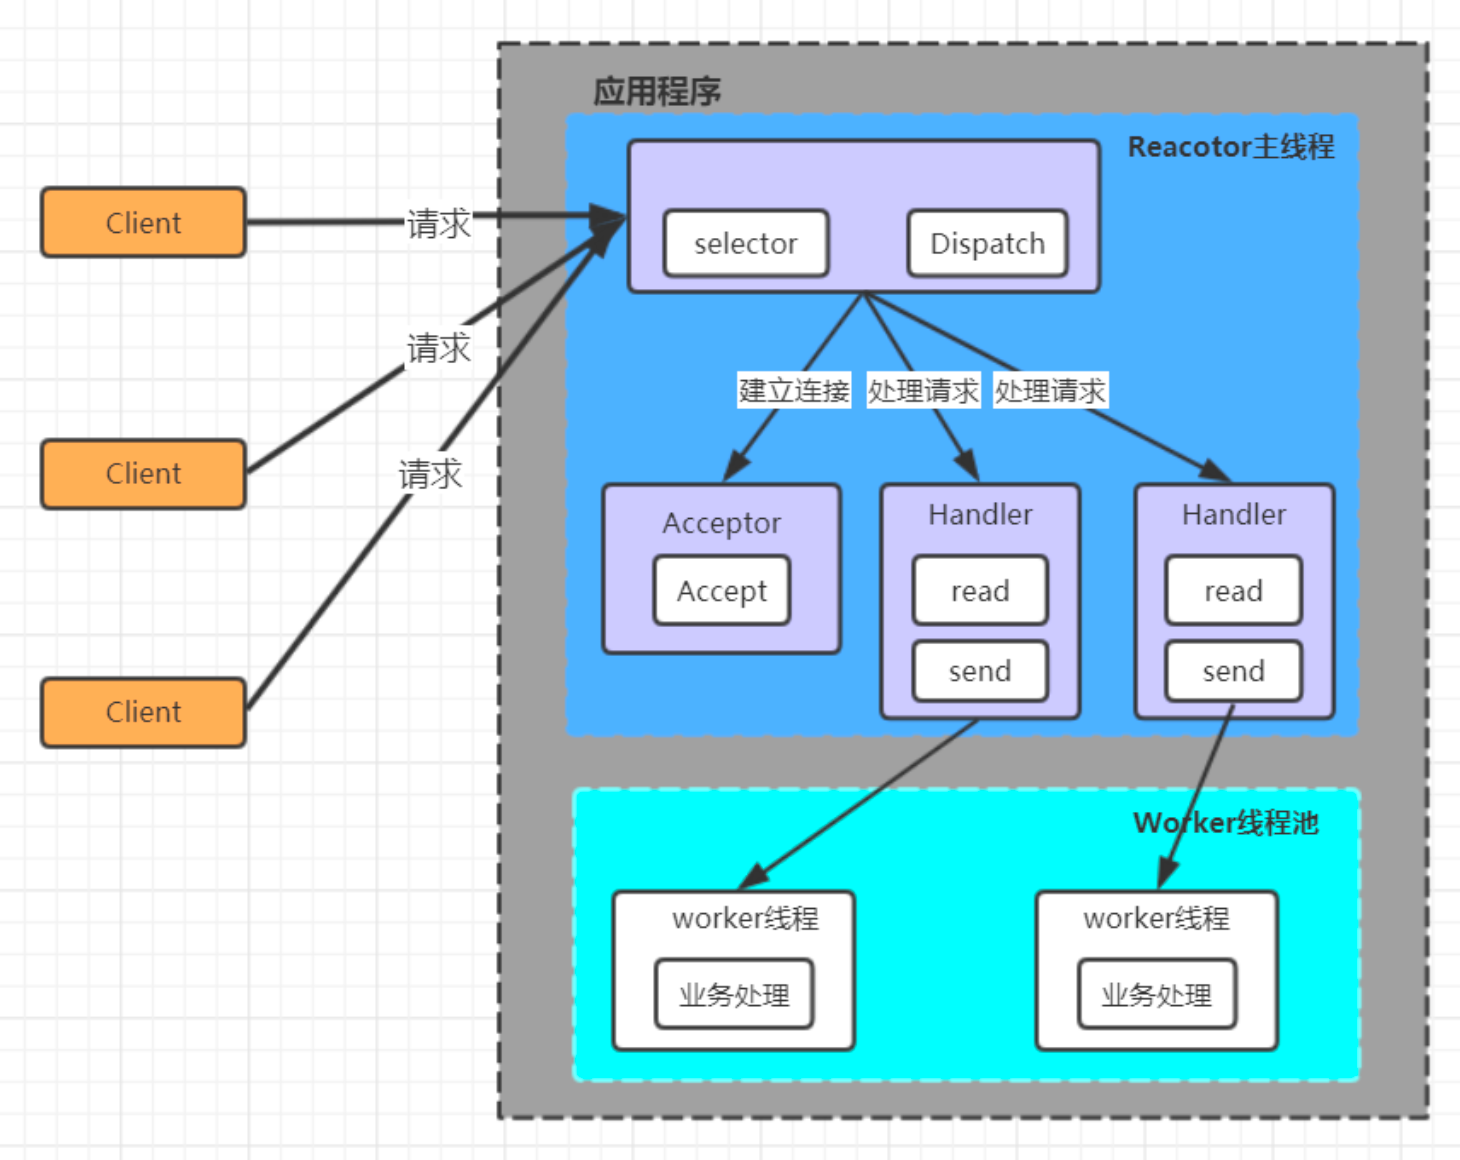 应用程序
Reacotor主线程
Client
请求
selector
Dispatch
请求
建立连接
处理请求
处理请求
Client
请求
Acceptor
Handler
Handler
Accept
read
read
send
send
Client
Worker线程池
worker线程
worker线程
业务处理
业务处理